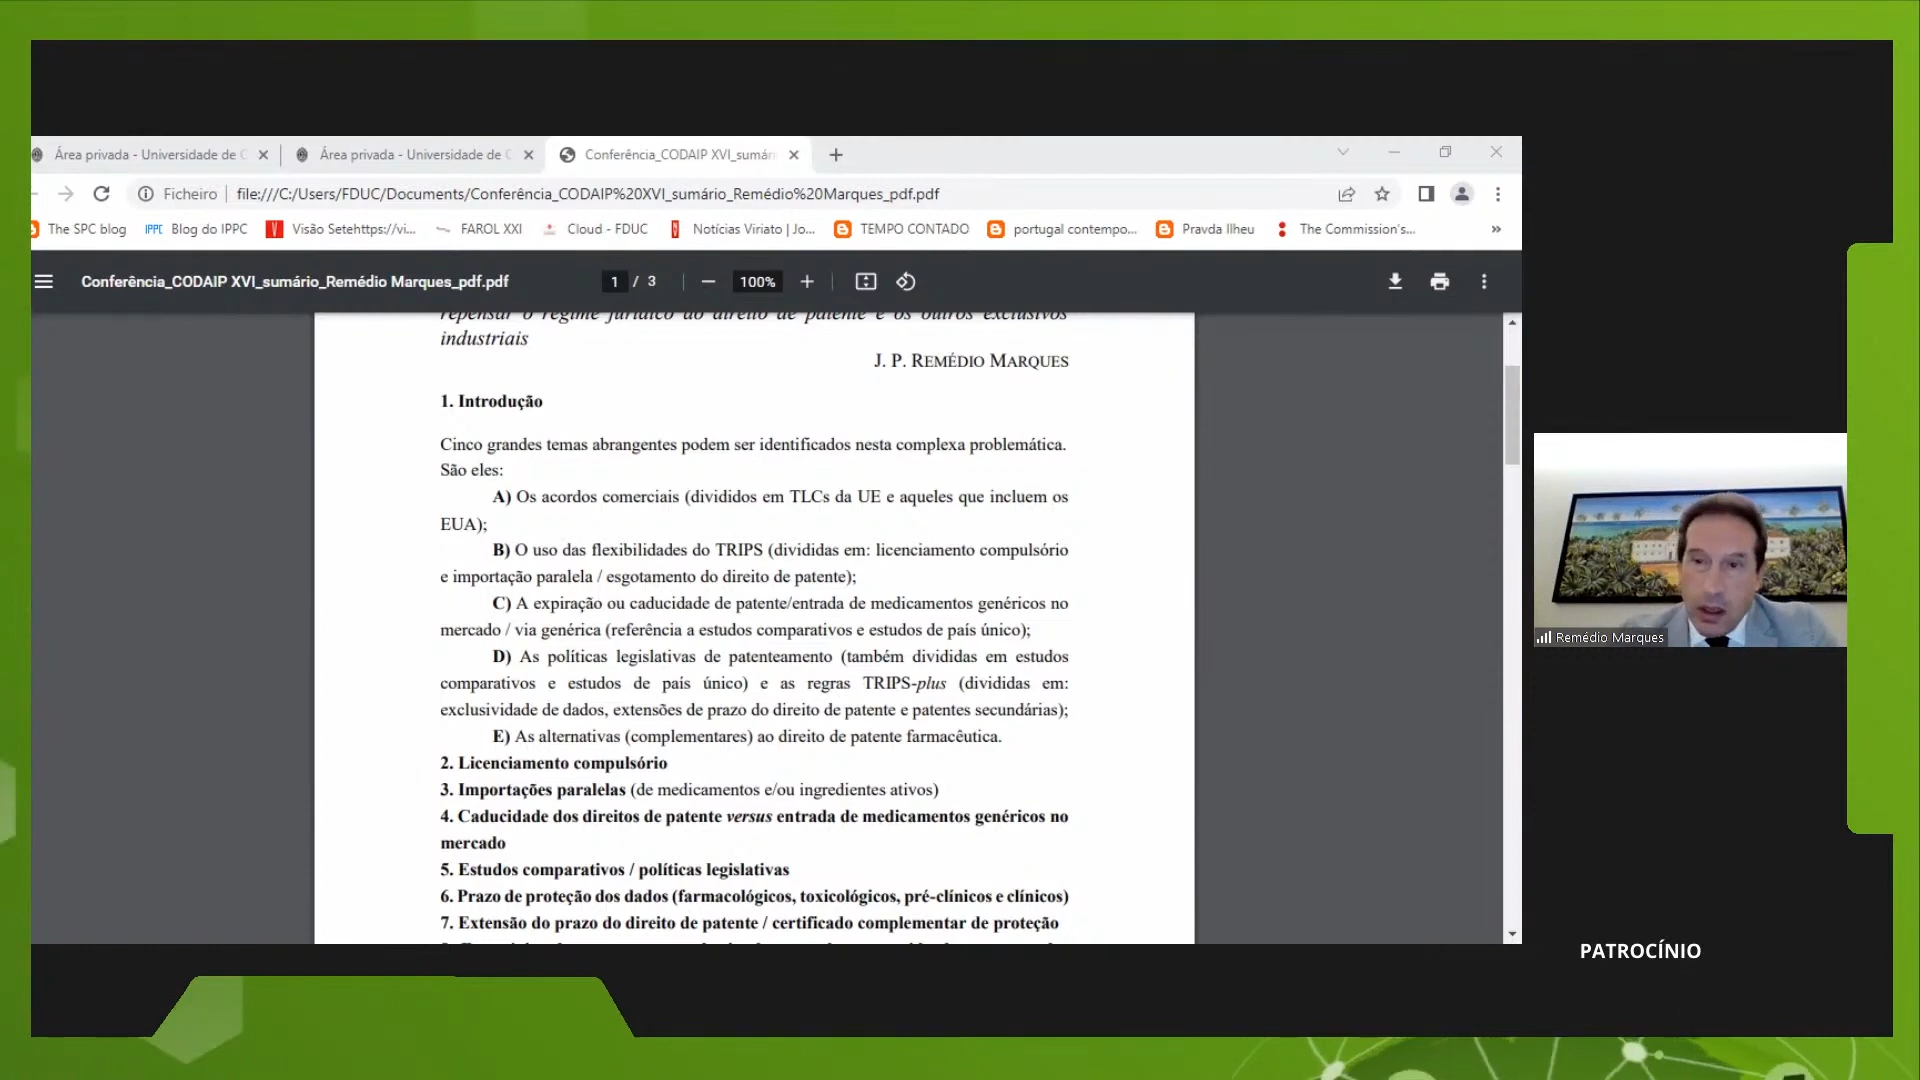 Área privada - Universidade de C
Área privada - Universidade de C
Conferência_CODAIP XVI_sumár
Ficheiro
file:///C:/Users/FDUC/Documents/Conferência_CODAIP%20XVI_sumário_Remédio%20Marques_pdf.pdf
The SPC blog
IPPC Blog do IPPC
Visão Setehttps://vi...
FAROL XXI
Cloud - FDUC
Notícias Viriato | Jo...
TEMPO CONTADO
portugal contempo...
Pravda Ilheu
The Commission's...
»
Conferência_CODAIP XVI_sumário_Remédio Marques_pdf.pdf
1 / 3
100%
repensar o regime jurídico do direito de patente e os outros exclusivos
industriais
J. P. REMÉDIO MARQUES
1. Introdução
Cinco grandes temas abrangentes podem ser identificados nesta complexa problemática.
São eles:
A) Os acordos comerciais (divididos em TLCs da UE e aqueles que incluem os
EUA);
B) O uso das flexibilidades do TRIPS (divididas em: licenciamento compulsório
e importação paralela / esgotamento do direito de patente);
C) A expiração ou caducidade de patente/entrada de medicamentos genéricos no
mercado / via genérica (referência a estudos comparativos e estudos de país único);
D) As políticas legislativas de patenteamento (também divididas em estudos
comparativos e estudos de país único) e as regras TRIPS-plus (divididas em:
exclusividade de dados, extensões de prazo do direito de patente e patentes secundárias);
E) As alternativas (complementares) ao direito de patente farmacêutica.
2. Licenciamento compulsório
3. Importações paralelas (de medicamentos e/ou ingredientes ativos)
4. Caducidade dos direitos de patente versus entrada de medicamentos genéricos no
mercado
5. Estudos comparativos / políticas legislativas
6. Prazo de proteção dos dados (farmacológicos, toxicológicos, pré-clínicos e clínicos)
7. Extensão do prazo do direito de patente / certificado complementar de proteção
Remédio Marques
PATROCÍNIO